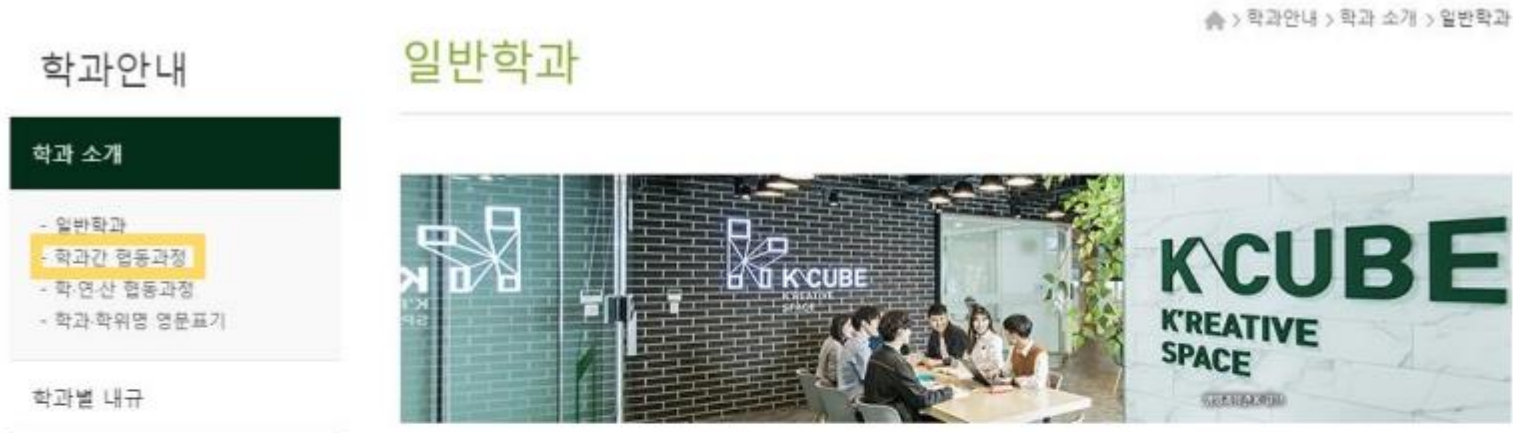 > 학과안내 > 학과 소개 > 일반학과
학과안내
일반학과
학과 소개
- 일반학과
- 학과간 협동과정
- 학·연·산 협동과정
- 학과·학위명 영문표기
학과별 내규
K'CUBE
K'REATIVE
SPACE
K'CUBE
K'REATIVE
SPACE